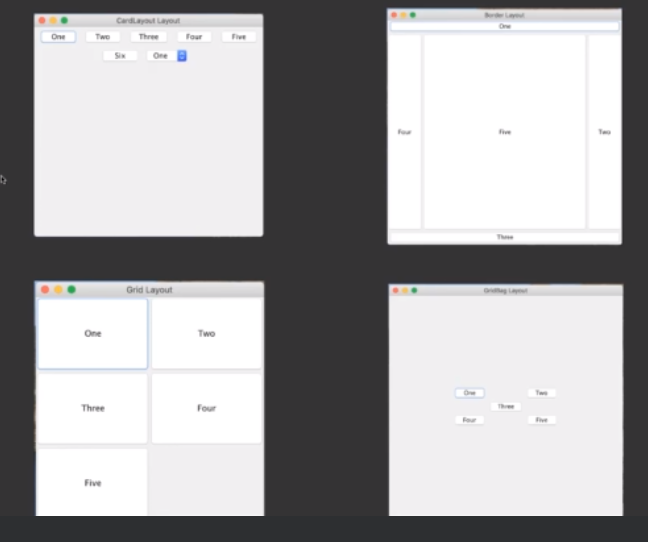 CardLayout Layout
One Two Three Four Five
Six One
Border Layout
One
Four Five Two
Three
Grid Layout
One Two
Three Four
Five
GridBag Layout
One Two
Three
Four Five